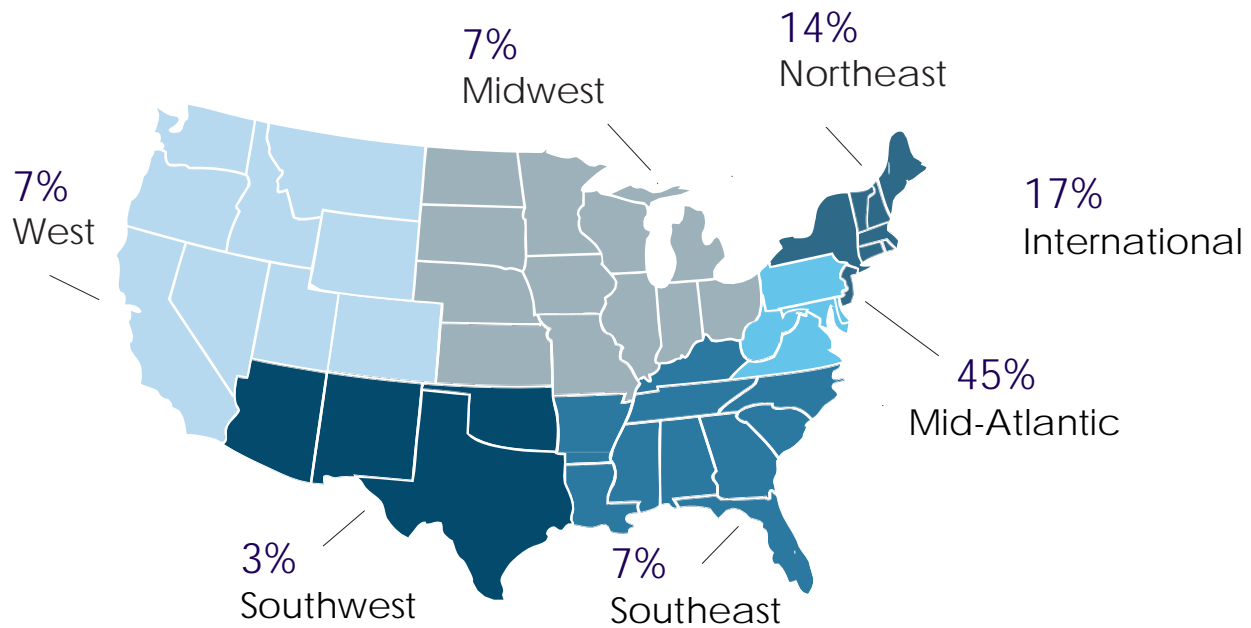 14%
Northeast
7%
Midwest
7%
West
17%
International
45%
Mid-Atlantic
3%
Southwest
7%
Southeast